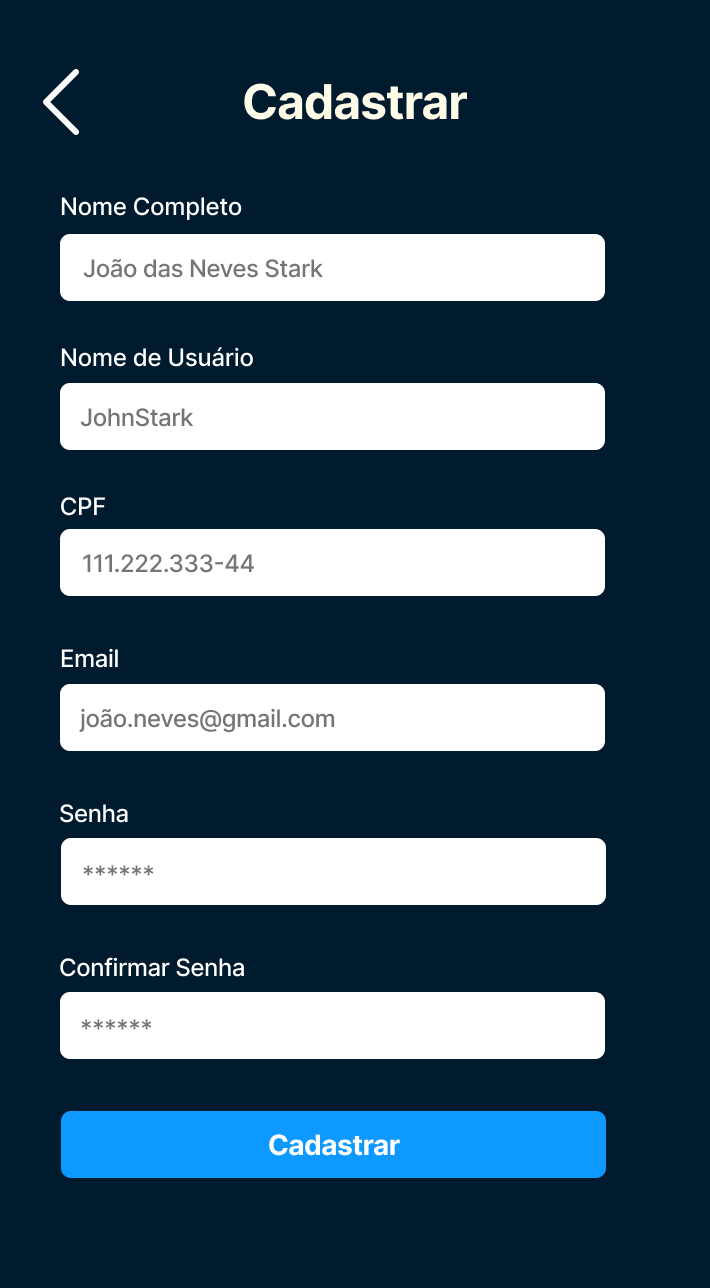 Cadastrar
Nome Completo
João das Neves Stark
Nome de Usuário
JohnStark
CPF
111.222.333-44
Email
joão.neves@gmail.com
Senha
******
Confirmar Senha
******
Cadastrar